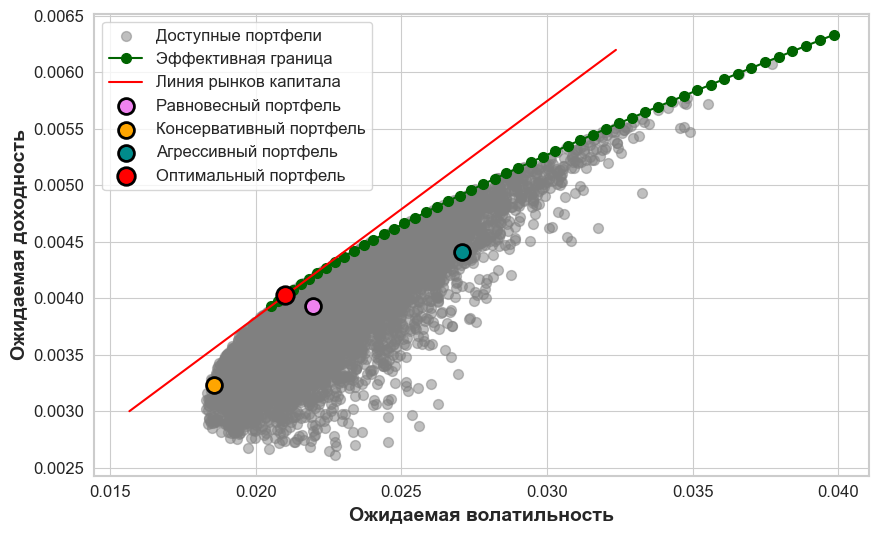 0.0065
0.0060
0.0055
0.0050
0.0045
0.0040
0.0035
0.0030
0.0025
Ожидаемая доходность
Доступные портфели
Эффективная граница
Линия рынков капитала
Равновесный портфель
Консервативный портфель
Агрессивный портфель
Оптимальный портфель
0.015 0.020 0.025 0.030 0.035 0.040
Ожидаемая волатильность